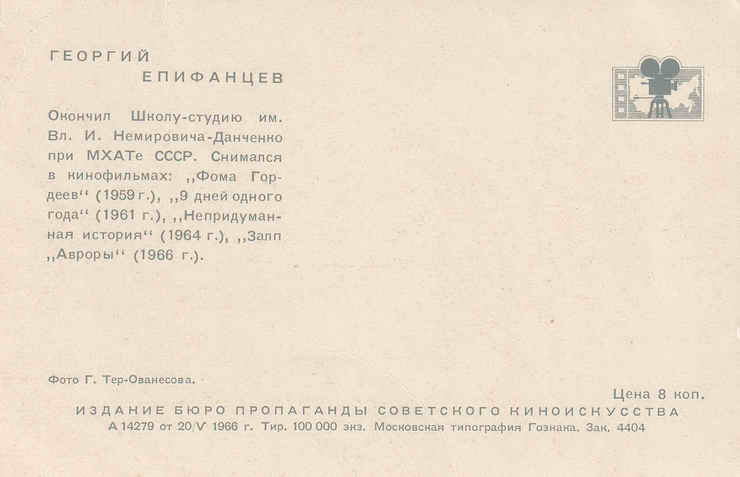 ГЕОРГИЙ
ЕПИФАНЦЕВ
Окончил Школу-студию им.
Вл. И. Немировича-Данченко
при МХАТе СССР. Снимался
в кинофильмах: „Фома Гор-
деев“ (1959 г.), „9 дней одного
года“ (1961 г.), „Непридуман-
ная история“ (1964 г.), „Залп
„Авроры“ (1966 г.).
Фото Г. Тер-Ованесова.
Цена 8 коп.
ИЗДАНИЕ БЮРО ПРОПАГАНДЫ СОВЕТСКОГО КИНОИСКУССТВА
А 14279 от 20/V 1966 г. Тир. 100 000 экз. Московская типография Гознака. Зак. 4404